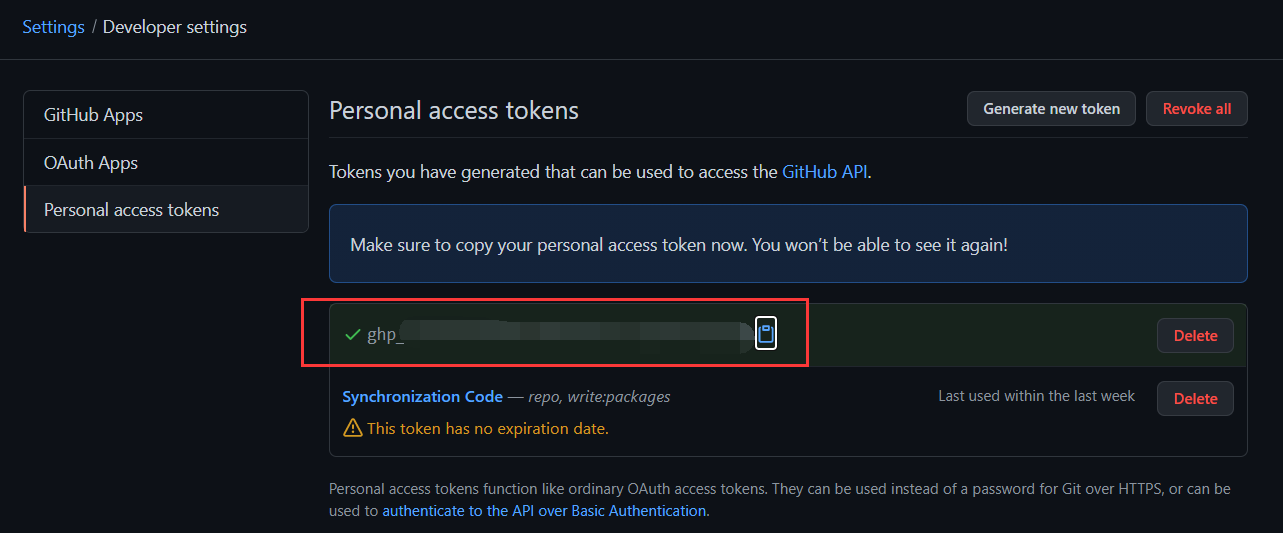 Settings / Developer settings
GitHub Apps
OAuth Apps
Personal access tokens
Personal access tokens
Generate new token
Revoke all
Tokens you have generated that can be used to access the GitHub API.
Make sure to copy your personal access token now. You won’t be able to see it again!
ghp_
Delete
Synchronization Code — repo, write:packages
Last used within the last week
Delete
This token has no expiration date.
Personal access tokens function like ordinary OAuth access tokens. They can be used instead of a password for Git over HTTPS, or can be
used to authenticate to the API over Basic Authentication.